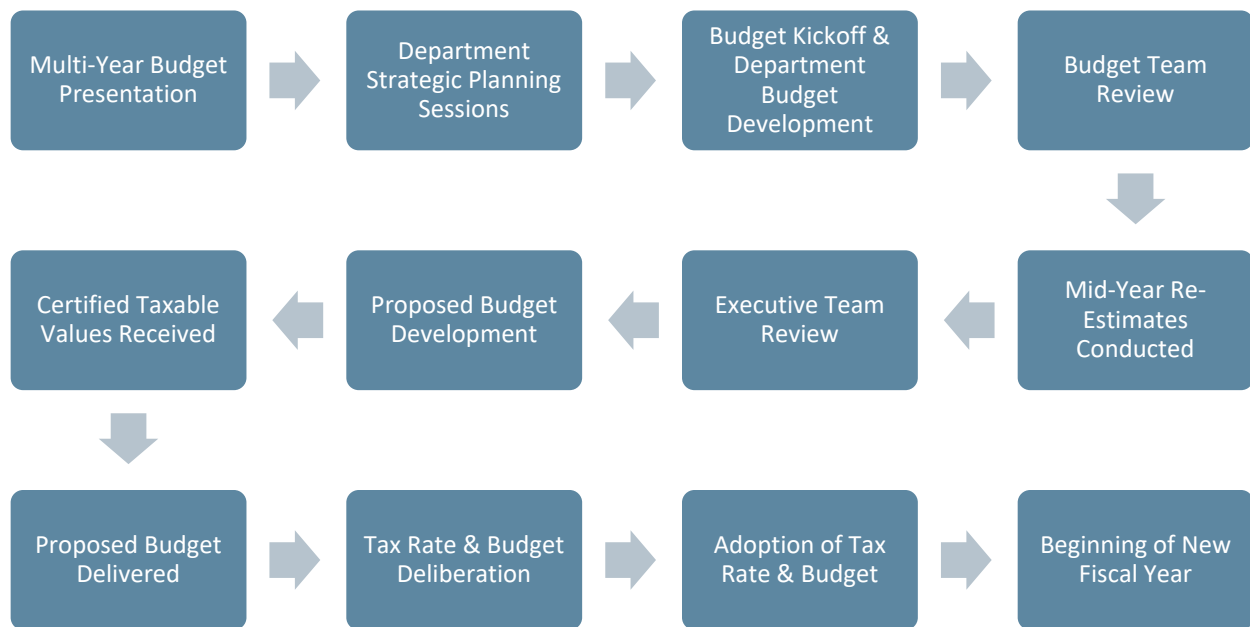 Multi-Year Budget
Presentation
Department
Strategic Planning
Sessions
Budget Kickoff &
Department
Budget
Development
Budget Team
Review
Mid-Year Re-
Estimates
Conducted
Executive Team
Review
Proposed Budget
Development
Certified Taxable
Values Received
Proposed Budget
Delivered
Tax Rate & Budget
Deliberation
Adoption of Tax
Rate & Budget
Beginning of New
Fiscal Year